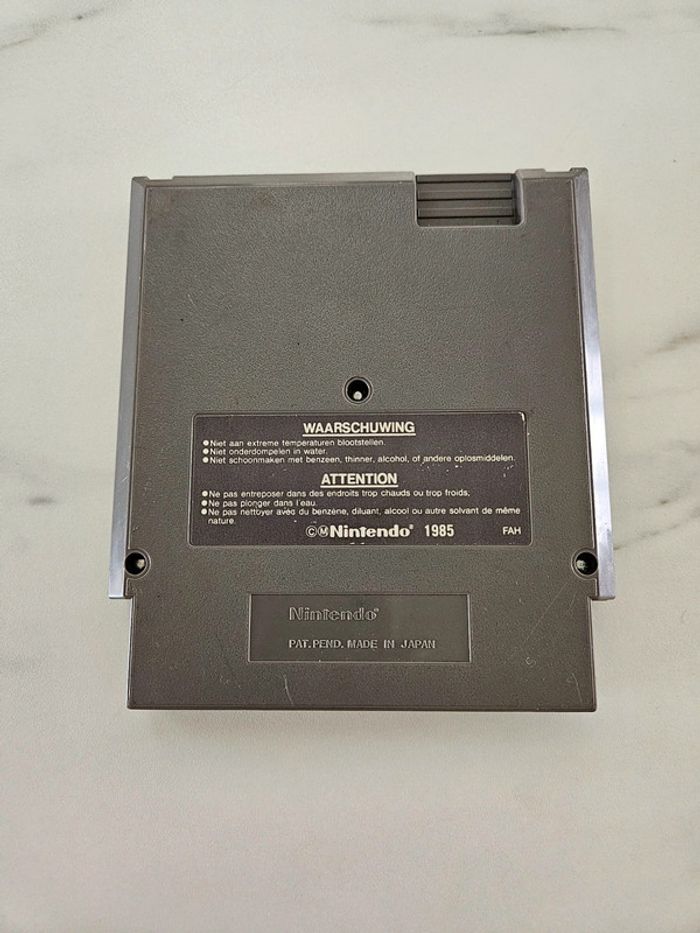 WAARSCHUWING
●Niet aan extreme temperaturen blootstellen.
●Niet onderdompelen in water.
●Niet schoonmaken met benzeen, thinner, alcohol, of andere oplosmiddelen.
ATTENTION
●Ne pas entreposer dans des endroits trop chauds ou trop froids.
●Ne pas plonger dans l'eau.
●Ne pas nettoyer avec du benzène, diluant, alcool ou autre solvant de même
nature.
©ⓂNintendo® 1985 FAH
Nintendo®
PAT.PEND. MADE IN JAPAN